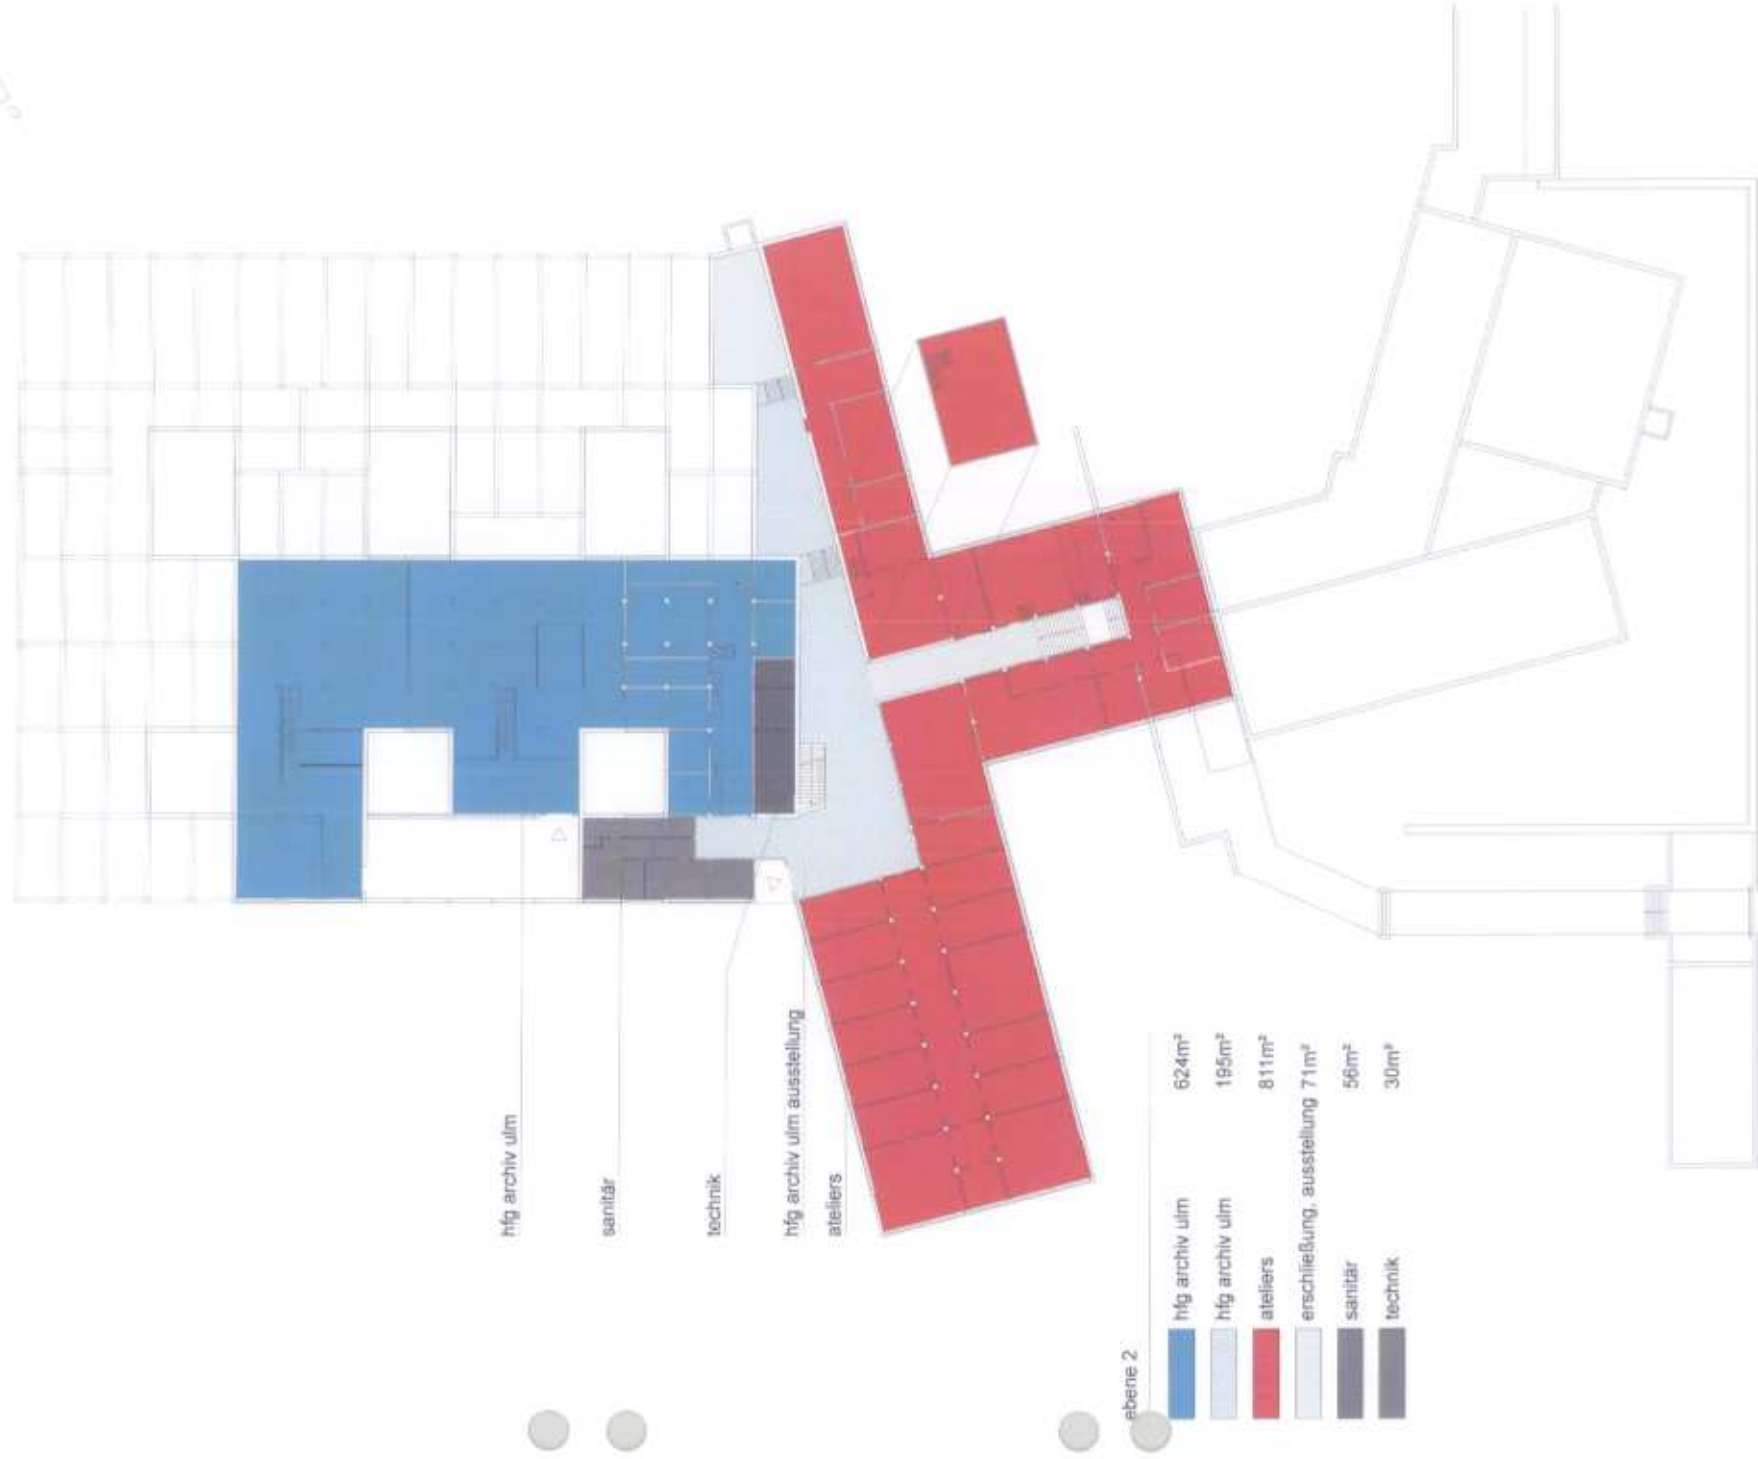 hfg archiv ulm
sanitär
technik
hfg archiv ulm ausstellung
ateliers
ebene 2
hfg archiv ulm 624m²
hfg archiv ulm 195m²
ateliers 811m²
erschließung, ausstellung 71m²
sanitär 56m²
technik 30m²